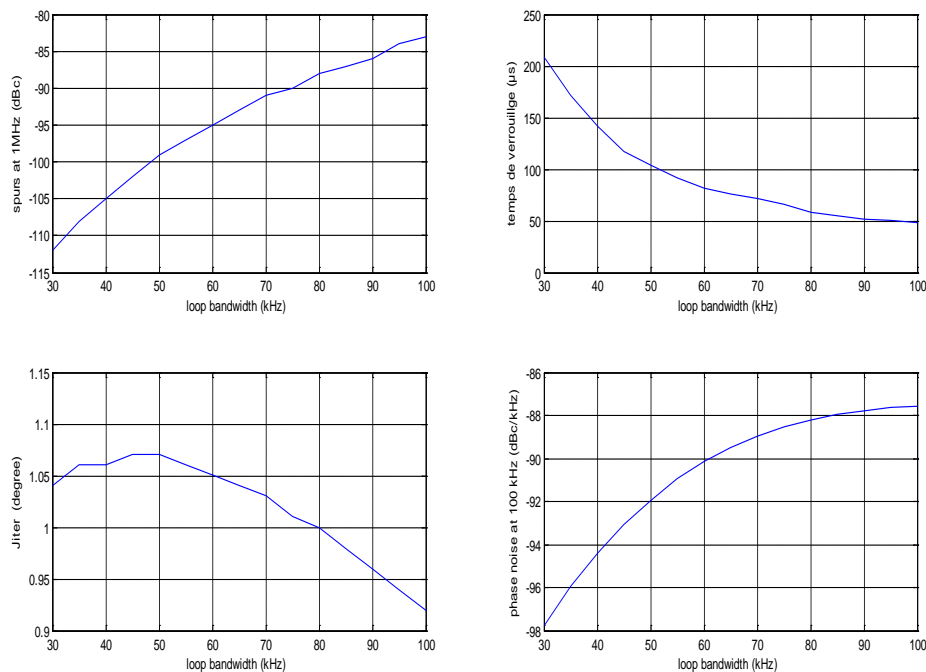 spurs at 1MHz (dBc)
-80
-85
-90
-95
-100
-105
-110
-115
30 40 50 60 70 80 90 100
loop bandwidth (kHz)
temps de verrouillge (µs)
250
200
150
100
50
0
30 40 50 60 70 80 90 100
loop bandwidth (kHz)
Jiter (degree)
1.15
1.1
1.05
1
0.95
0.9
30 40 50 60 70 80 90 100
loop bandwidth (kHz)
phase noise at 100 kHz (dBc/kHz)
-86
-88
-90
-92
-94
-96
-98
30 40 50 60 70 80 90 100
loop bandwidth (kHz)